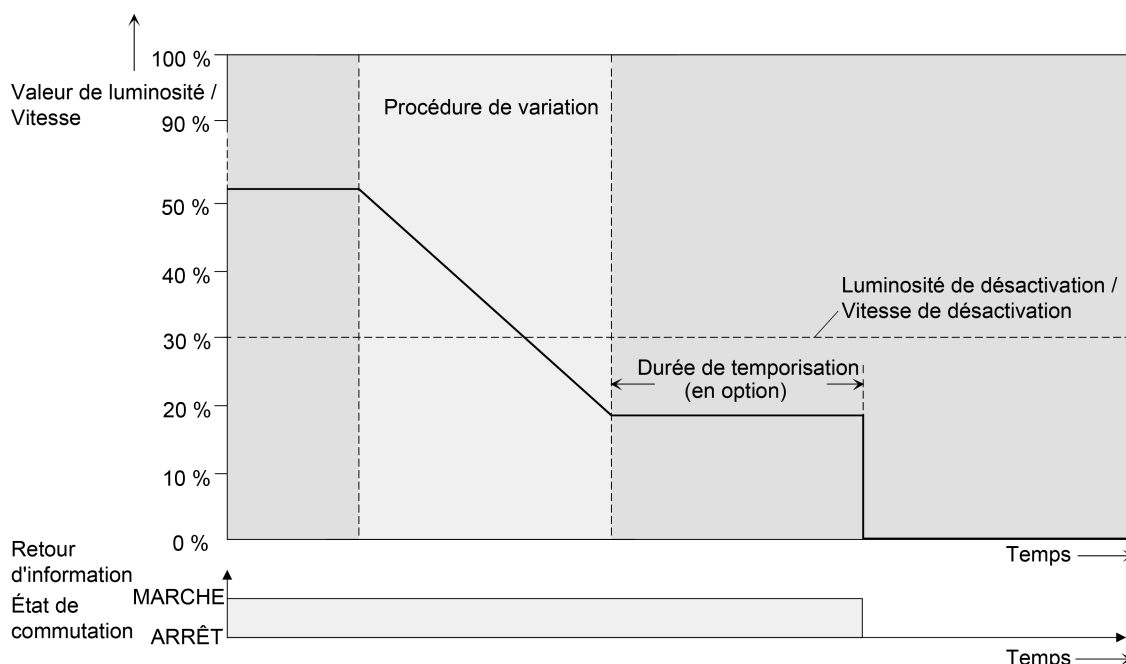 100 %
Valeur de luminosité /
Vitesse
90 %
Procédure de variation
50 %
40 %
Luminosité de désactivation /
Vitesse de désactivation
30 %
Durée de temporisation
(en option)
20 %
10 %
0 %
Temps
Retour
d'information
État de
commutation
MARCHE
ARRÊT
Temps